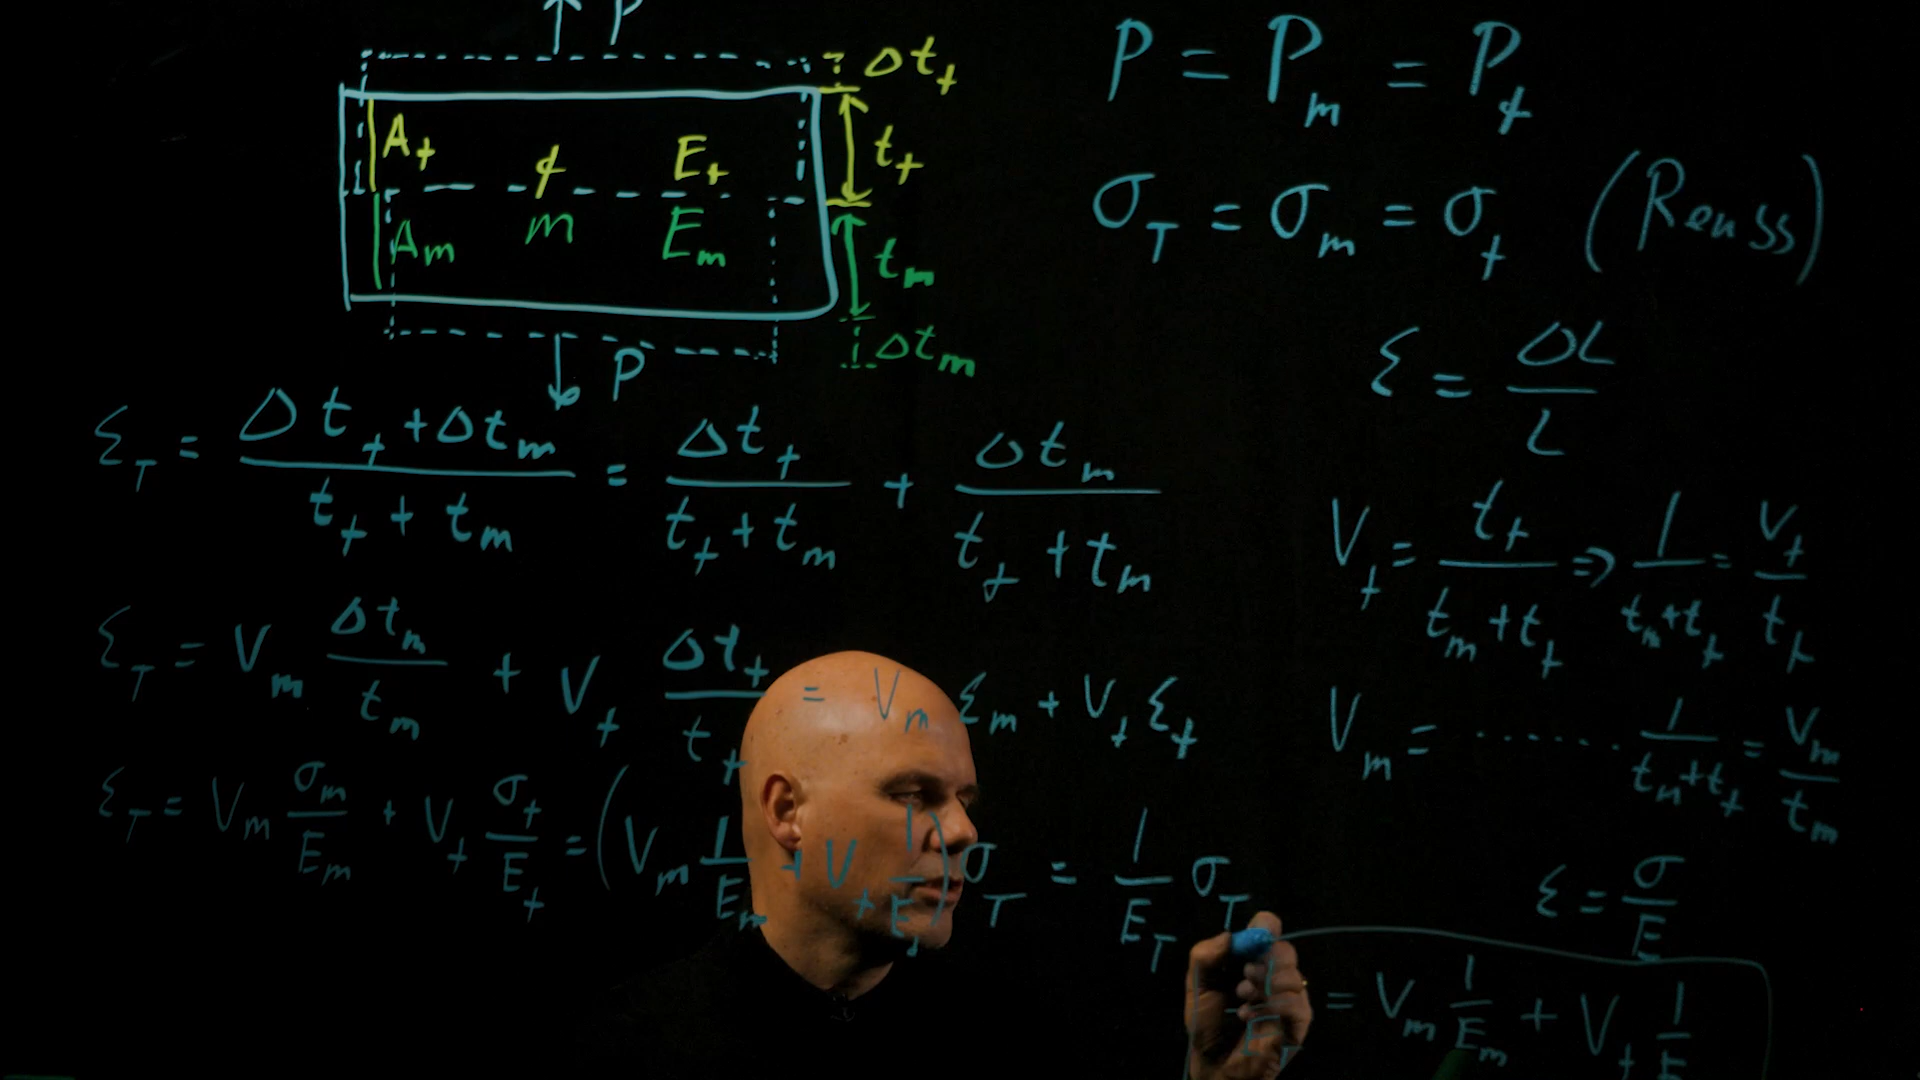 P
Δt_f
A_f ϕ E_f t_f
A_m m E_m t_m
Δt_m
P
P = P_m = P_f
σ_T = σ_m = σ_f (Reuss)
ε = ΔL / L
ε_T = (Δt_f + Δt_m) / (t_f + t_m) = Δt_f / (t_f + t_m) + Δt_m / (t_f + t_m)
V_f = t_f / (t_m + t_f) ⇒ 1 / (t_m + t_f) = V_f / t_f
ε_T = V_m Δt_m / t_m + V_f Δt_f / t_f = V_m ε_m + V_f ε_f
V_m = ........ 1 / (t_m + t_f) = V_m / t_m
ε_T = V_m σ_m / E_m + V_f σ_f / E_f = (V_m 1 / E_m + V_f 1 / E_f) σ_T = 1 / E_T σ_T
ε = σ / E
1 / E_T = V_m 1 / E_m + V_f 1 / E